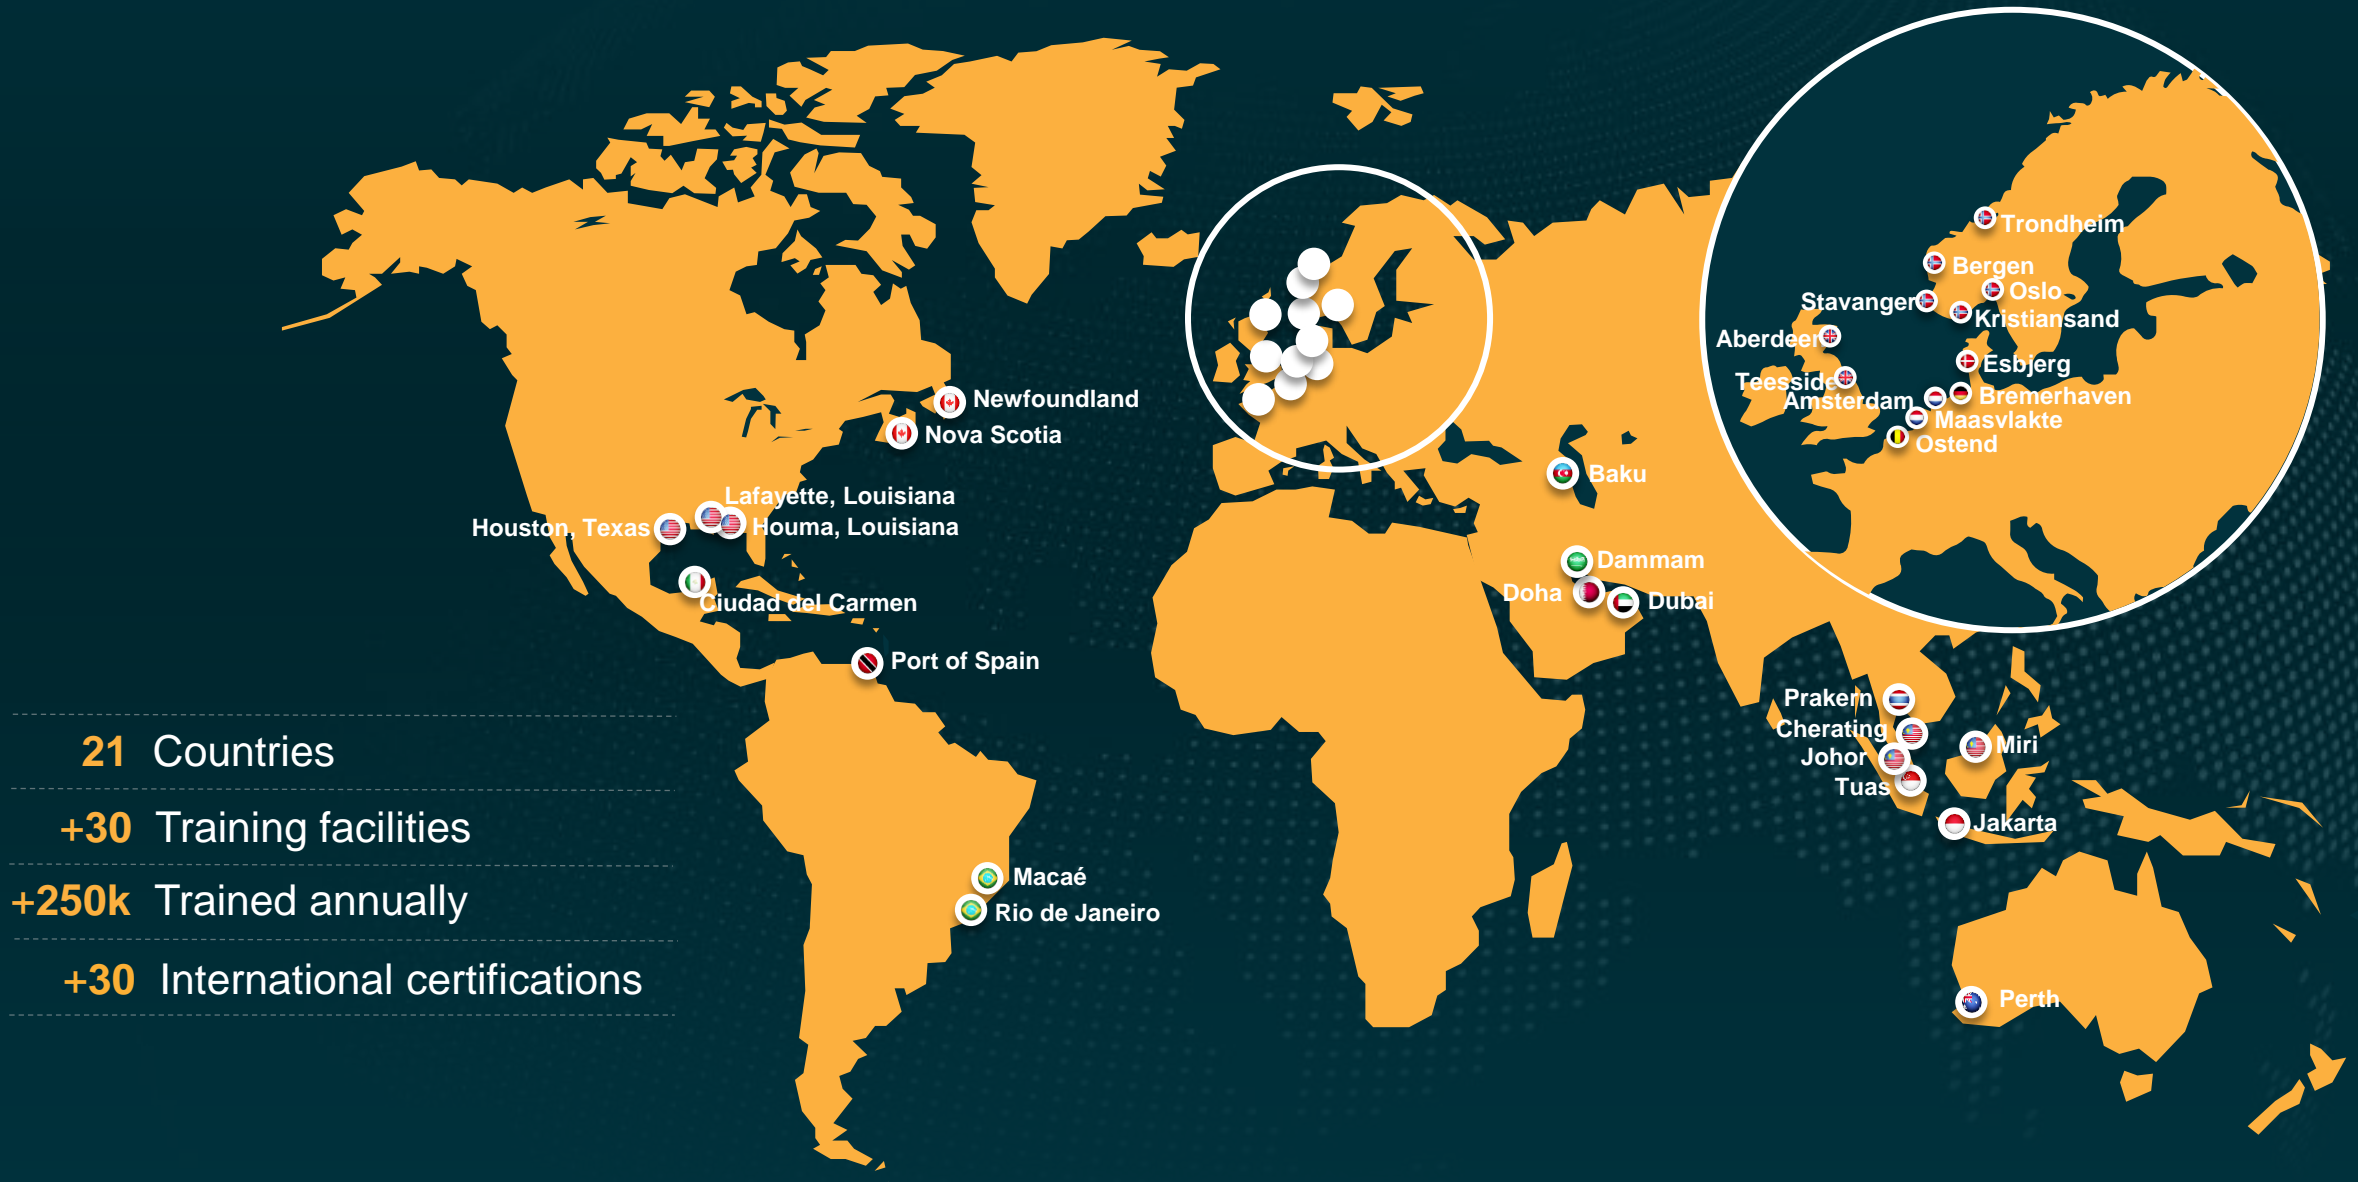 Trondheim
Bergen
Oslo
Stavanger
Kristiansand
Aberdeen
Esbjerg
Teesside
Amsterdam
Bremerhaven
Maasvlakte
Ostend
Newfoundland
Nova Scotia
Baku
Lafayette, Louisiana
Houston, Texas
Houma, Louisiana
Dammam
Doha
Dubai
Ciudad del Carmen
Port of Spain
Prakern
Cherating
Miri
Johor
Tuas
Jakarta
21 Countries
+30 Training facilities
+250k Trained annually
+30 International certifications
Macaé
Rio de Janeiro
Perth